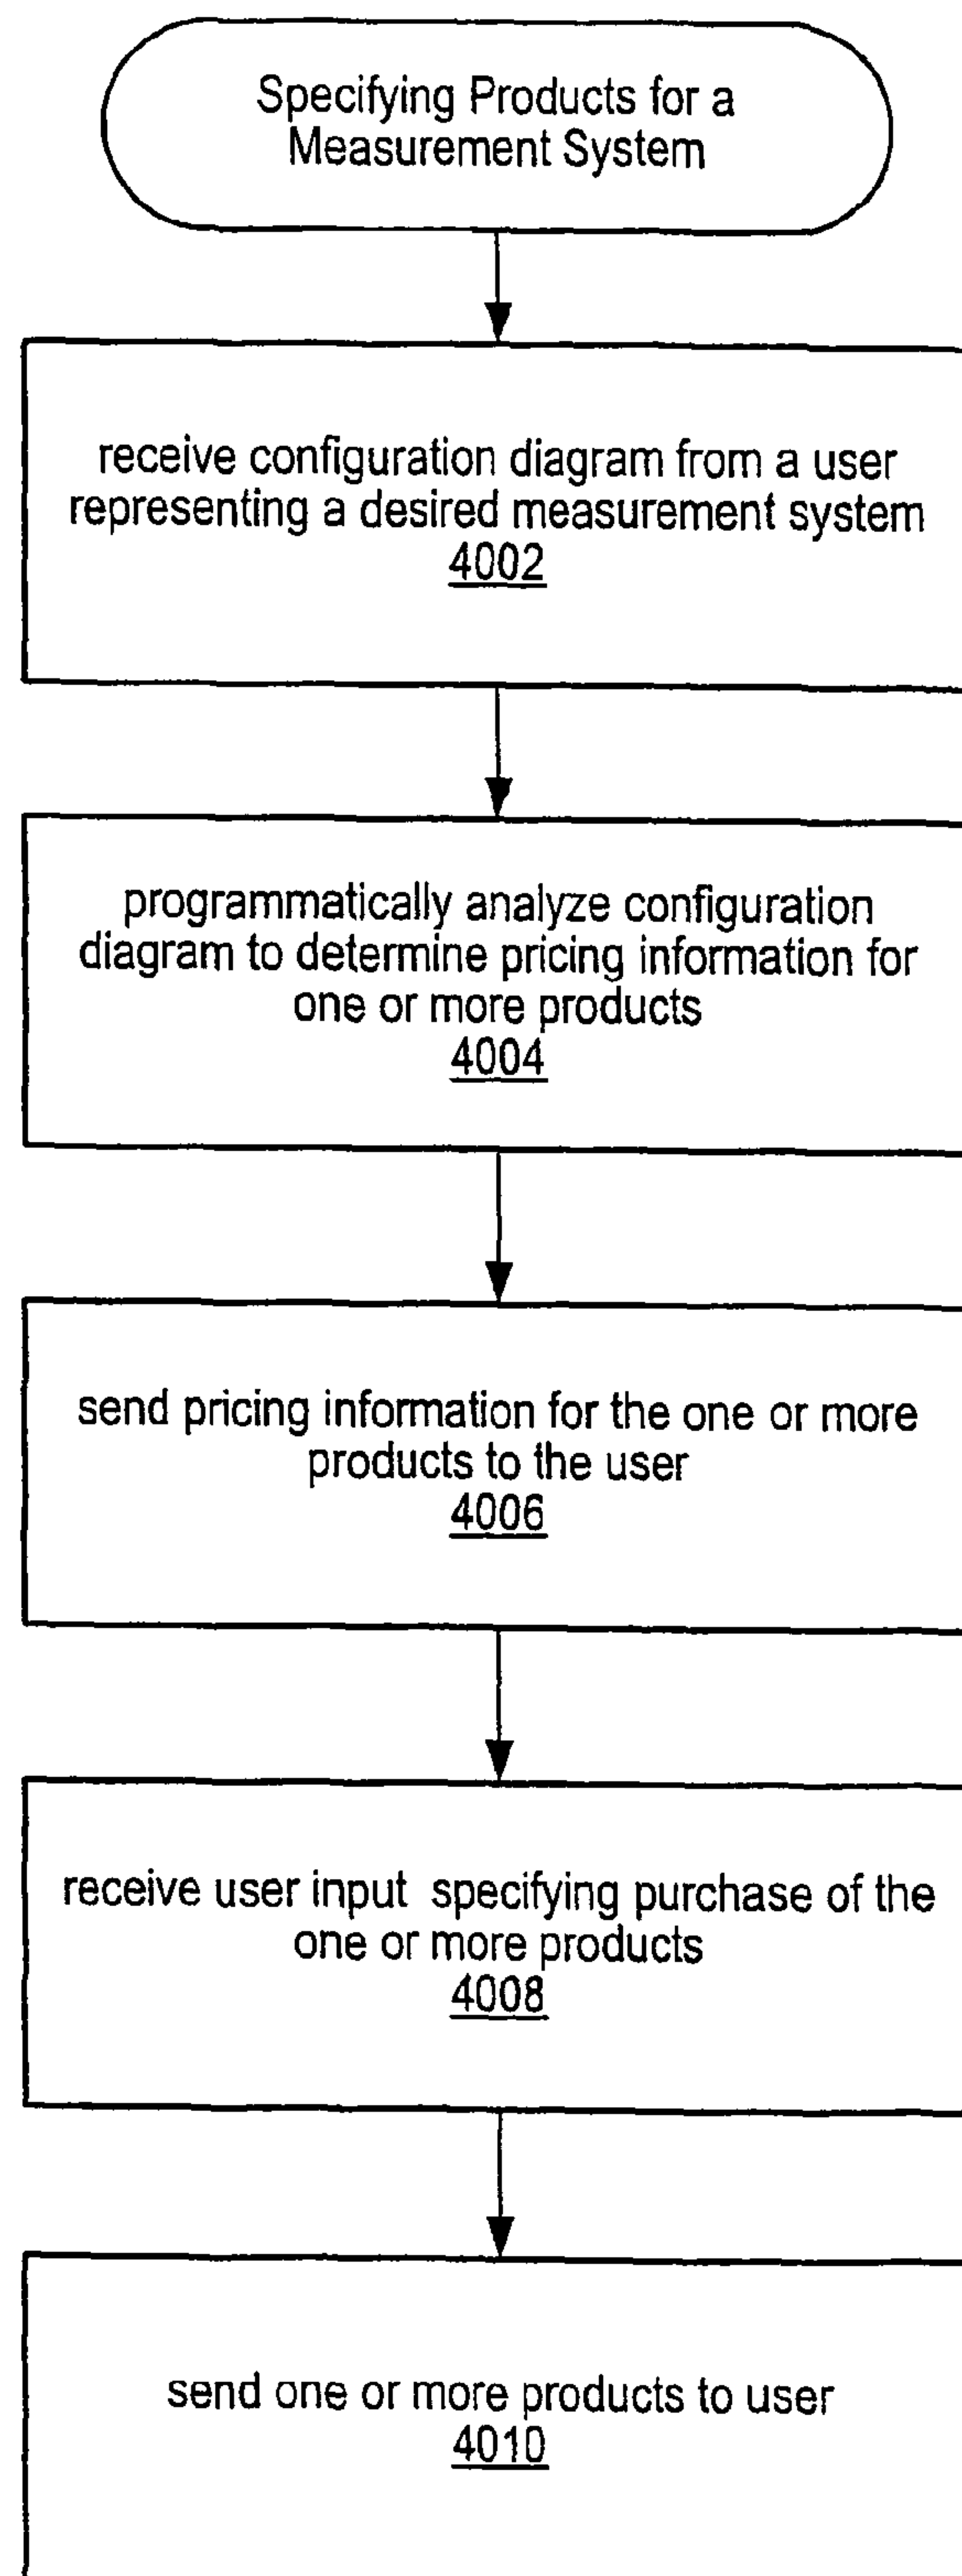 Specifying Products for a
Measurement System
receive configuration diagram from a user
representing a desired measurement system
4002
programmatically analyze configuration
diagram to determine pricing information for
one or more products
4004
send pricing information for the one or more
products to the user
4006
receive user input specifying purchase of the
one or more products
4008
send one or more products to user
4010